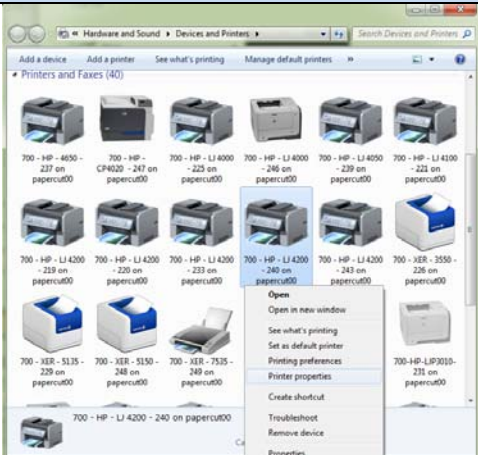 « Hardware and Sound ▸ Devices and Printers ▸
Search Devices and Printers
Add a device Add a printer See what's printing Manage default printers »
Printers and Faxes (40)
700 - HP - 4650 - 700 - HP - 700 - HP - LJ 4000 700 - HP - LJ 4000 700 - HP - LJ 4050 700 - HP - LJ 4100
237 on CP4020 - 247 on - 225 on - 246 on - 239 on - 221 on
papercut00 papercut00 papercut00 papercut00 papercut00 papercut00
700 - HP - LJ 4200 700 - HP - LJ 4200 700 - HP - LJ 4200 700 - HP - LJ 4200 700 - HP - LJ 4200 700 - XER - 3550 -
- 219 on - 220 on - 233 on - 240 on - 243 on 226 on
papercut00 papercut00 papercut00 papercut00 papercut00 papercut00
700 - XER - 5135 - 700 - XER - 5150 - 700 - XER - 7535 - 700-HP-LJP3010-
229 on 248 on 249 on 231 on
papercut00 papercut00 papercut00 papercut00
Open
Open in new window
See what's printing
Set as default printer
Printing preferences
Printer properties
Create shortcut
Troubleshoot
Remove device
Properties
700 - HP - LJ 4200 - 240 on papercut00